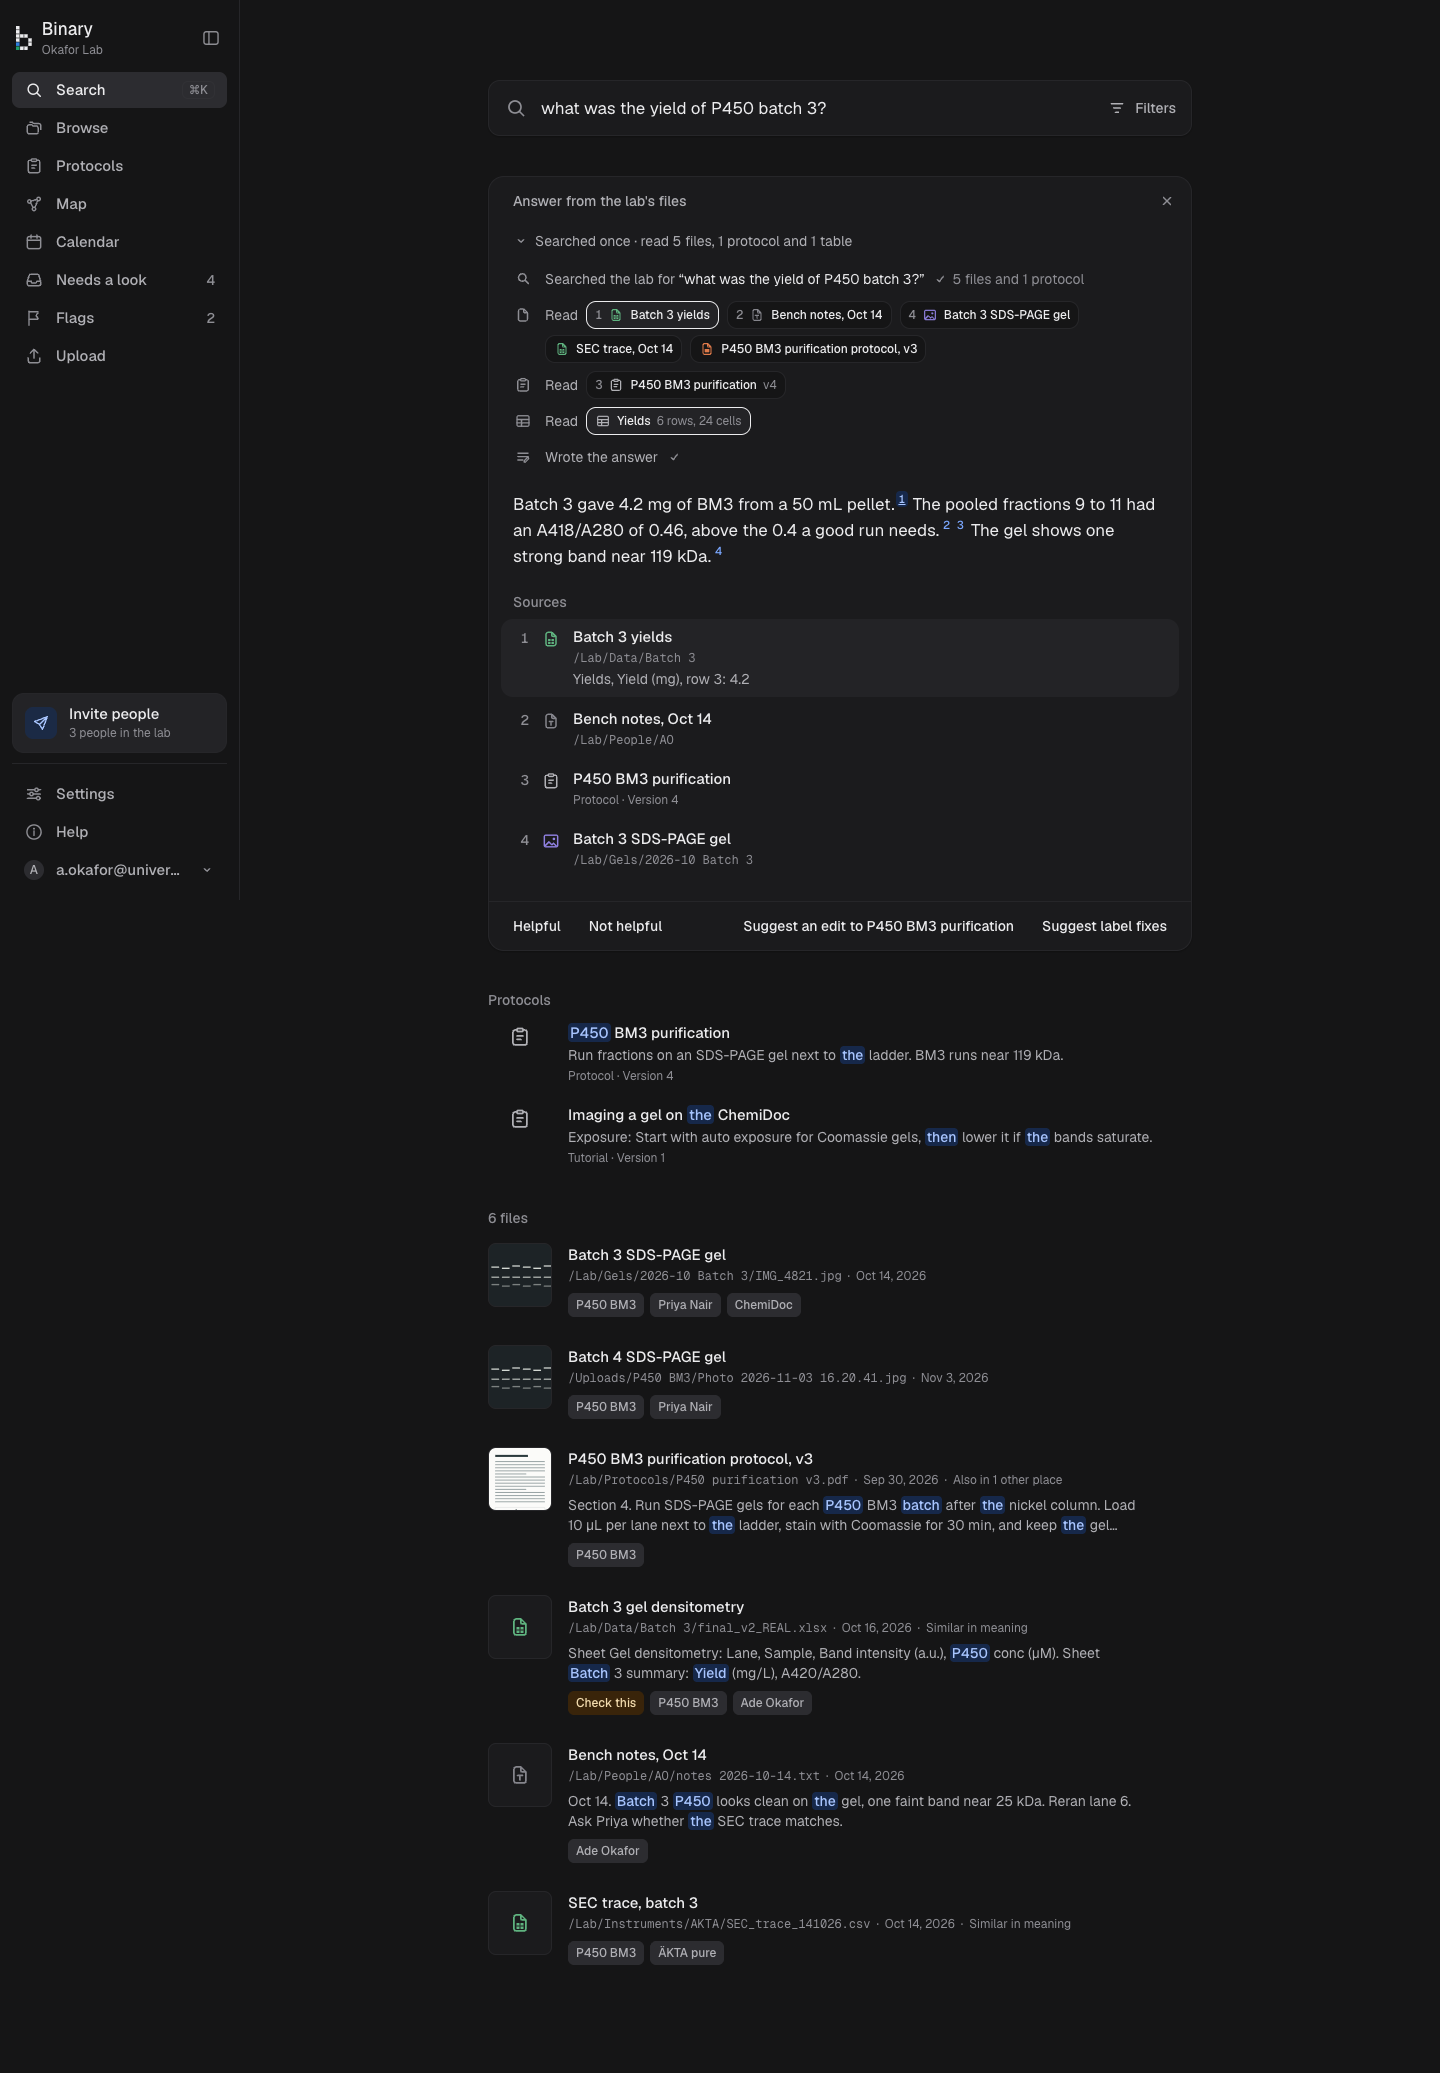 Binary
Okafor Lab
Search ⌘K
Browse
Protocols
Map
Calendar
Needs a look 4
Flags 2
Upload
Invite people
3 people in the lab
Settings
Help
A a.okafor@univer...
what was the yield of P450 batch 3?
Filters
Answer from the lab's files
Searched once · read 5 files, 1 protocol and 1 table
Searched the lab for “what was the yield of P450 batch 3?” ✓ 5 files and 1 protocol
Read 1 Batch 3 yields 2 Bench notes, Oct 14 4 Batch 3 SDS-PAGE gel
SEC trace, Oct 14 P450 BM3 purification protocol, v3
Read 3 P450 BM3 purification v4
Read Yields 6 rows, 24 cells
Wrote the answer ✓
Batch 3 gave 4.2 mg of BM3 from a 50 mL pellet. 1 The pooled fractions 9 to 11 had
an A418/A280 of 0.46, above the 0.4 a good run needs. 2 3 The gel shows one
strong band near 119 kDa. 4
Sources
1 Batch 3 yields
/Lab/Data/Batch 3
Yields, Yield (mg), row 3: 4.2
2 Bench notes, Oct 14
/Lab/People/AO
3 P450 BM3 purification
Protocol · Version 4
4 Batch 3 SDS-PAGE gel
/Lab/Gels/2026-10 Batch 3
Helpful Not helpful Suggest an edit to P450 BM3 purification Suggest label fixes
Protocols
P450 BM3 purification
Run fractions on an SDS-PAGE gel next to the ladder. BM3 runs near 119 kDa.
Protocol · Version 4
Imaging a gel on the ChemiDoc
Exposure: Start with auto exposure for Coomassie gels, then lower it if the bands saturate.
Tutorial · Version 1
6 files
Batch 3 SDS-PAGE gel
/Lab/Gels/2026-10 Batch 3/IMG_4821.jpg · Oct 14, 2026
P450 BM3 Priya Nair ChemiDoc
Batch 4 SDS-PAGE gel
/Uploads/P450 BM3/Photo 2026-11-03 16.20.41.jpg · Nov 3, 2026
P450 BM3 Priya Nair
P450 BM3 purification protocol, v3
/Lab/Protocols/P450 purification v3.pdf · Sep 30, 2026 · Also in 1 other place
Section 4. Run SDS-PAGE gels for each P450 BM3 batch after the nickel column. Load
10 µL per lane next to the ladder, stain with Coomassie for 30 min, and keep the gel…
P450 BM3
Batch 3 gel densitometry
/Lab/Data/Batch 3/final_v2_REAL.xlsx · Oct 16, 2026 · Similar in meaning
Sheet Gel densitometry: Lane, Sample, Band intensity (a.u.), P450 conc (µM). Sheet
Batch 3 summary: Yield (mg/L), A420/A280.
Check this P450 BM3 Ade Okafor
Bench notes, Oct 14
/Lab/People/AO/notes 2026-10-14.txt · Oct 14, 2026
Oct 14. Batch 3 P450 looks clean on the gel, one faint band near 25 kDa. Reran lane 6.
Ask Priya whether the SEC trace matches.
Ade Okafor
SEC trace, batch 3
/Lab/Instruments/AKTA/SEC_trace_141026.csv · Oct 14, 2026 · Similar in meaning
P450 BM3 ÄKTA pure